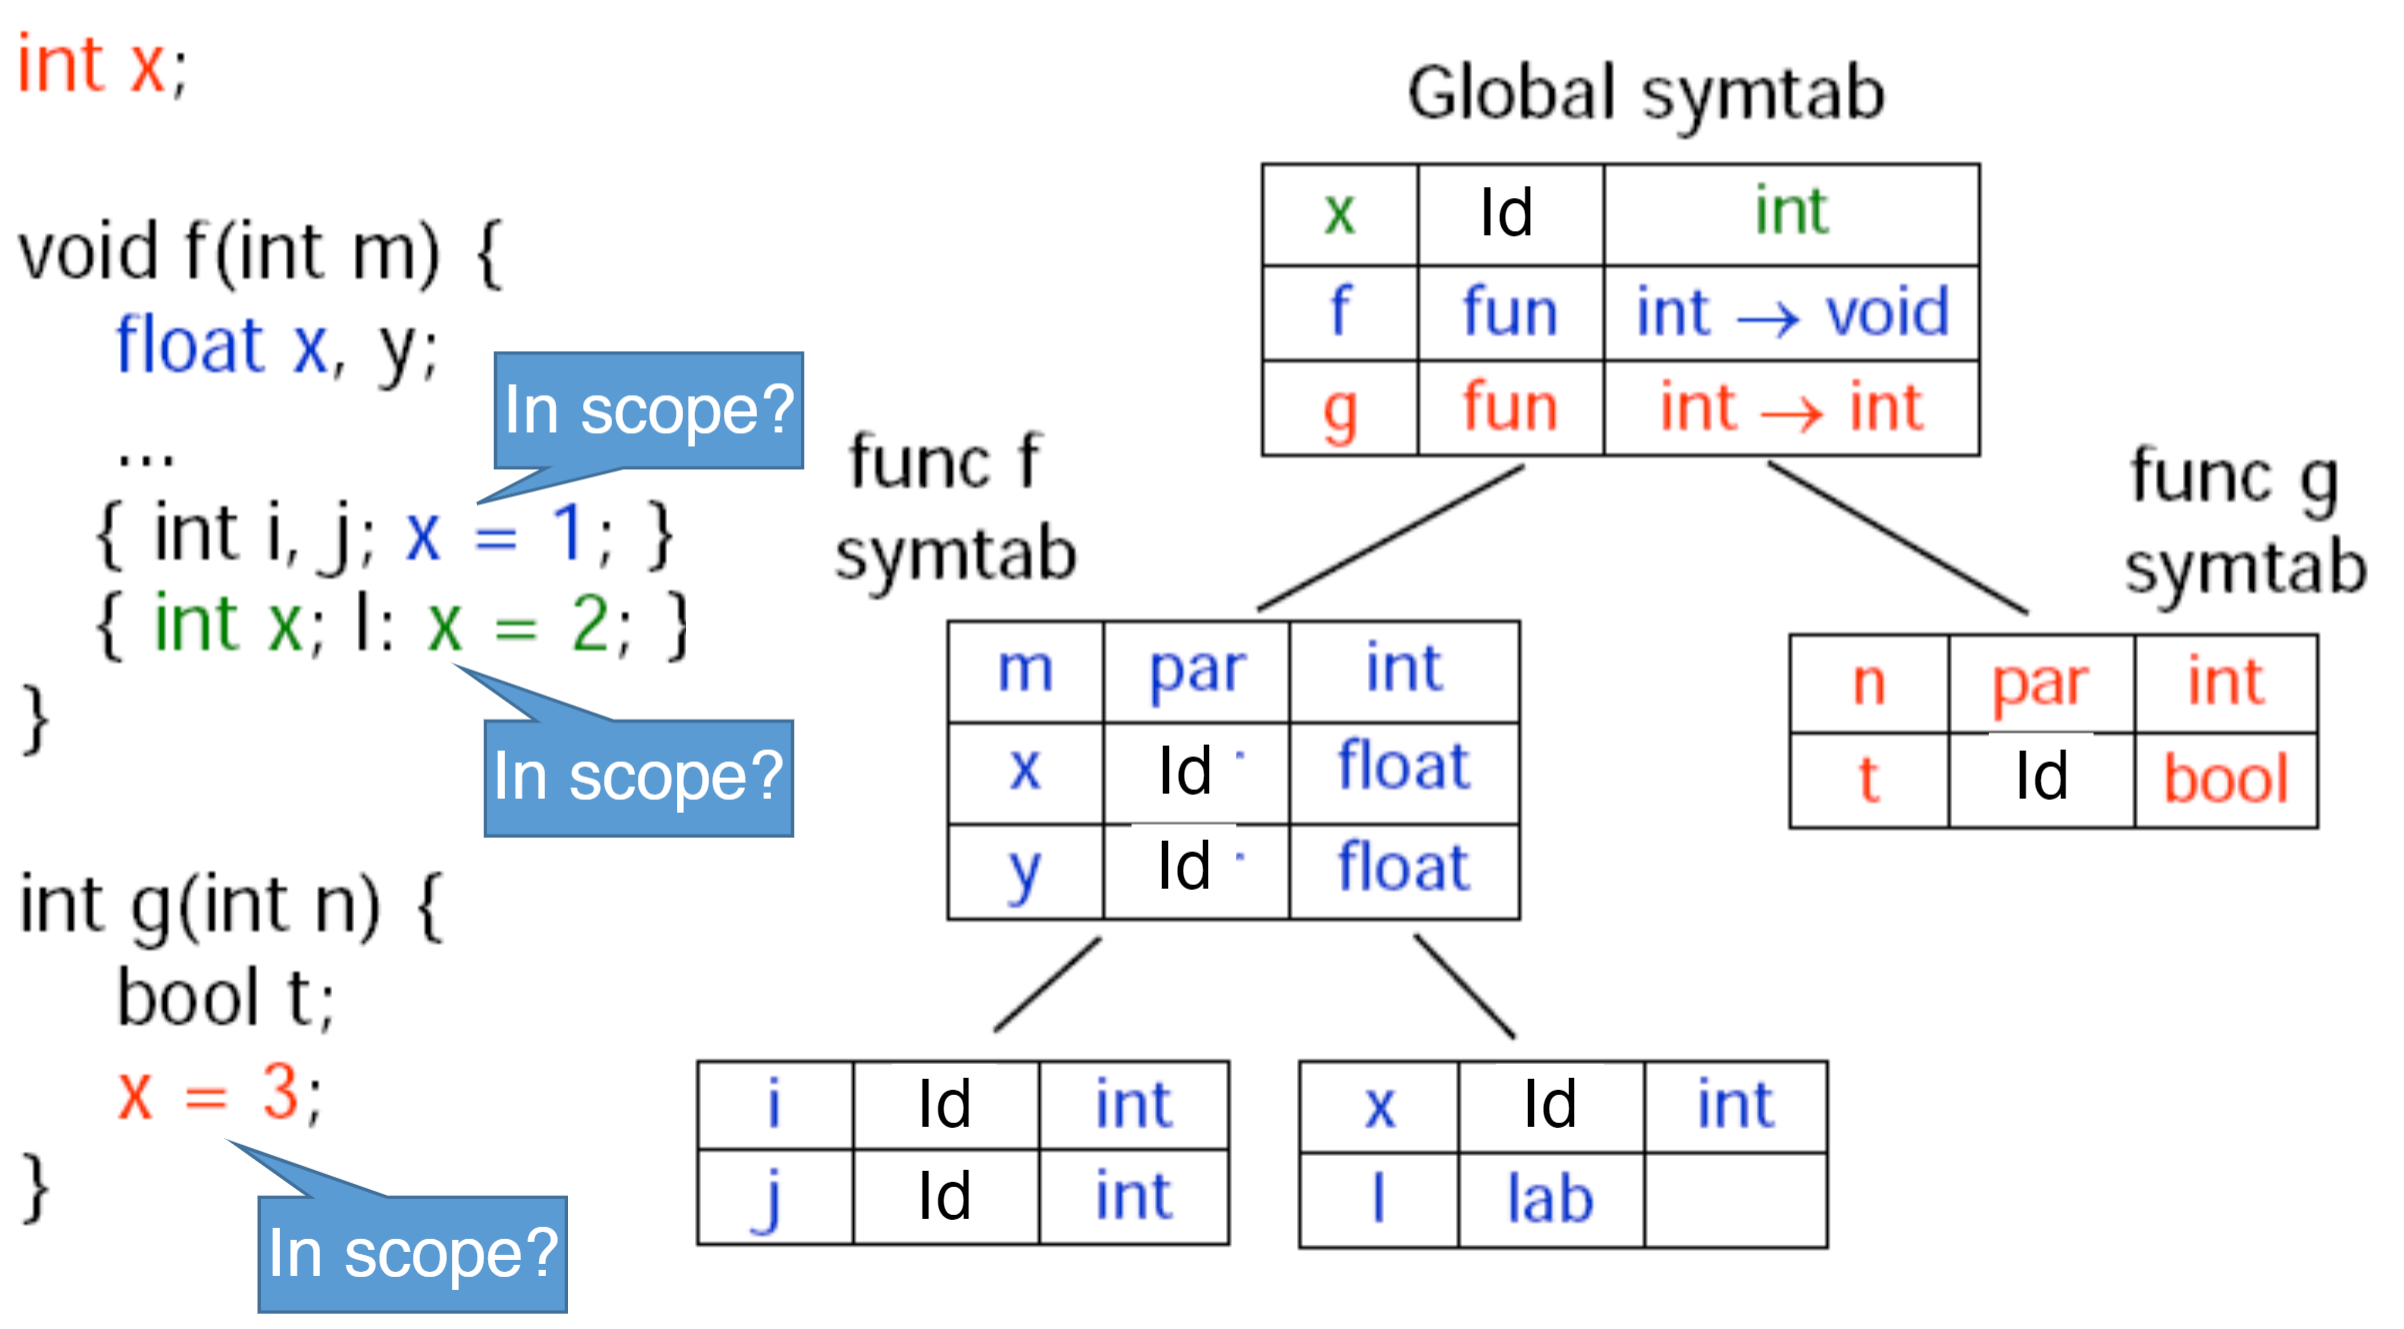 int x;
void f(int m) {
float x, y;
...
In scope?
{ int i, j; x = 1; }
{ int x; l: x = 2; }
}
In scope?
int g(int n) {
bool t;
x = 3;
}
In scope?
Global symtab
x Id int
f fun int → void
g fun int → int
func f
symtab
m par int
x Id float
y Id float
func g
symtab
n par int
t Id bool
i Id int
j Id int
x Id int
l lab